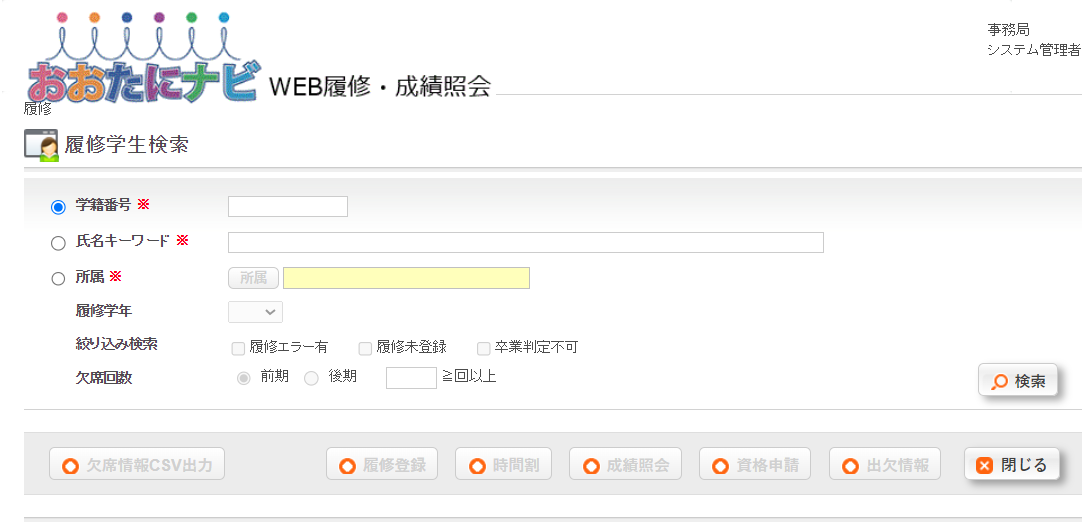 事務局
システム管理者
おおたにナビ WEB履修・成績照会
履修
履修学生検索
学籍番号 ※
氏名キーワード ※
所属 ※ 所属
履修学年
絞り込み検索 履修エラー有 履修未登録 卒業判定不可
欠席回数 前期 後期 ≧回以上 検索
欠席情報CSV出力 履修登録 時間割 成績照会 資格申請 出欠情報 閉じる